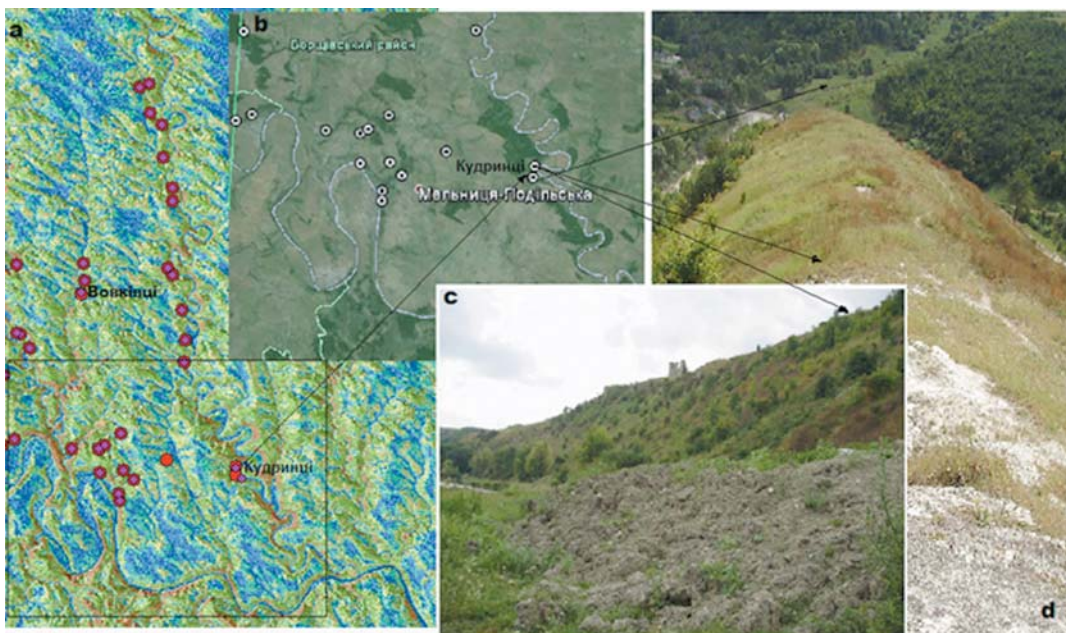 a
b
Борщівський район
Кудринці
Мельниця-Подільська
c
Вовківці
Кудринці
d